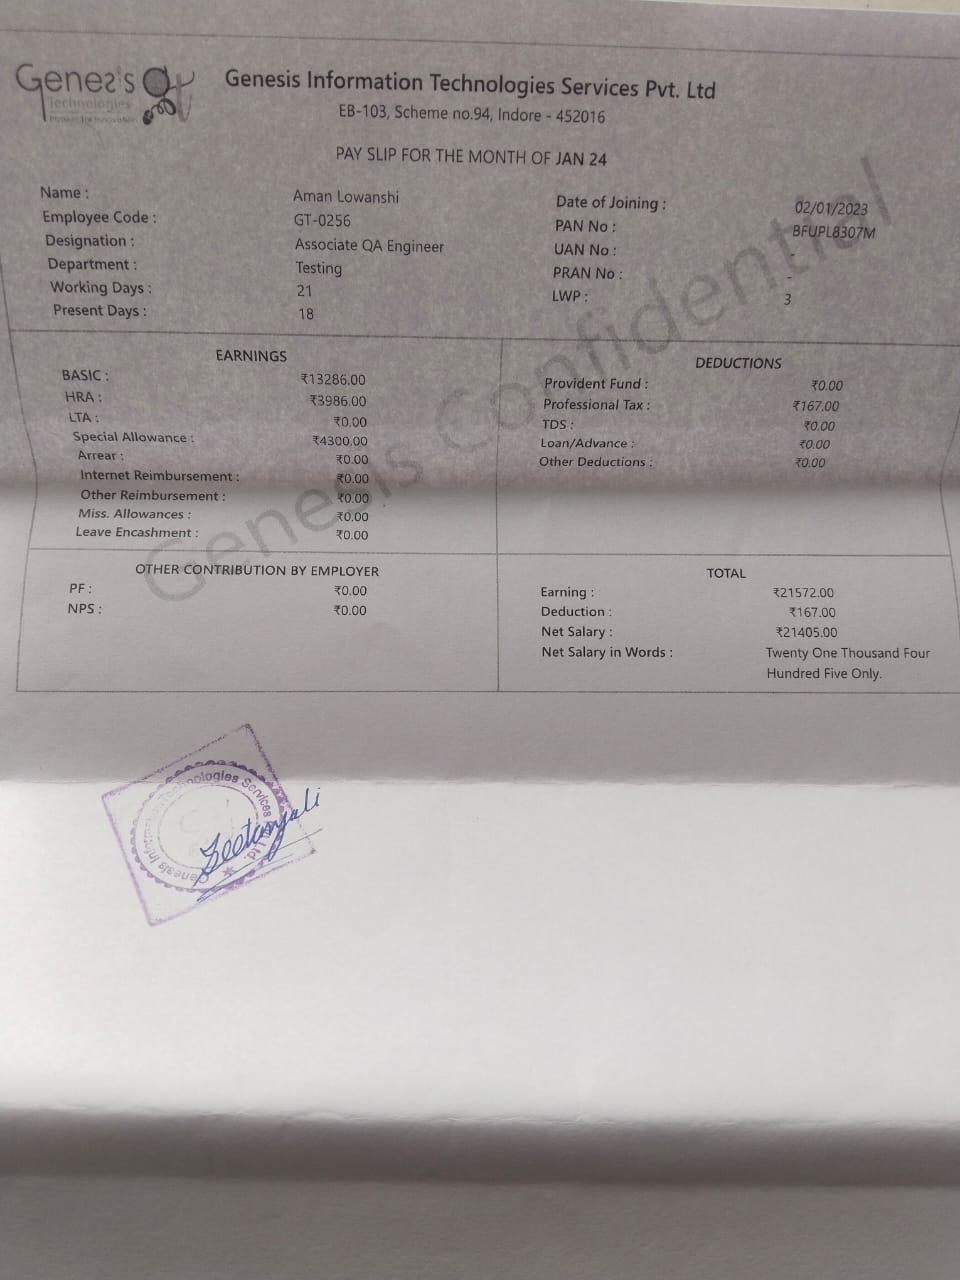 Genes's
Technologies
Genesis Information Technologies Services Pvt. Ltd
EB-103, Scheme no.94, Indore - 452016
PAY SLIP FOR THE MONTH OF JAN 24
Name : Aman Lowanshi Date of Joining : 02/01/2023
Employee Code : GT-0256 PAN No : BFUPL8307M
Designation : Associate QA Engineer UAN No : -
Department : Testing PRAN No : -
Working Days : 21 LWP : 3
Present Days : 18
Genesis Confidential
EARNINGS
BASIC : ₹13286.00
HRA : ₹3986.00
LTA : ₹0.00
Special Allowance : ₹4300.00
Arrear : ₹0.00
Internet Reimbursement : ₹0.00
Other Reimbursement : ₹0.00
Miss. Allowances : ₹0.00
Leave Encashment : ₹0.00
DEDUCTIONS
Provident Fund : ₹0.00
Professional Tax : ₹167.00
TDS : ₹0.00
Loan/Advance : ₹0.00
Other Deductions : ₹0.00
OTHER CONTRIBUTION BY EMPLOYER
PF : ₹0.00
NPS : ₹0.00
TOTAL
Earning : ₹21572.00
Deduction : ₹167.00
Net Salary : ₹21405.00
Net Salary in Words : Twenty One Thousand Four
Hundred Five Only.
Genesis Information Technologies Services Pvt. Ltd.
Geetanjali